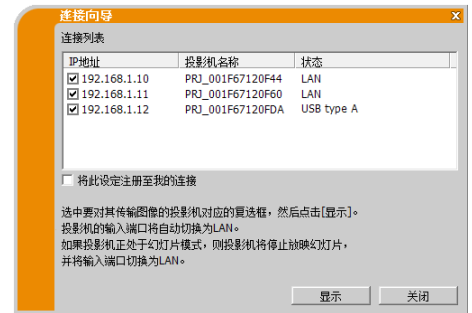 连接向导
连接列表
IP地址 投影机名称 状态
192.168.1.10 PRJ_001F67120F44 LAN
192.168.1.11 PRJ_001F67120F60 LAN
192.168.1.12 PRJ_001F67120FDA USB type A
将此设定注册至我的连接
选中要对其传输图像的投影机对应的复选框，然后点击[显示]。
投影机的输入端口将自动切换为LAN。
如果投影机正处于幻灯片模式，则投影机将停止放映幻灯片，
并将输入端口切换为LAN。
显示 关闭